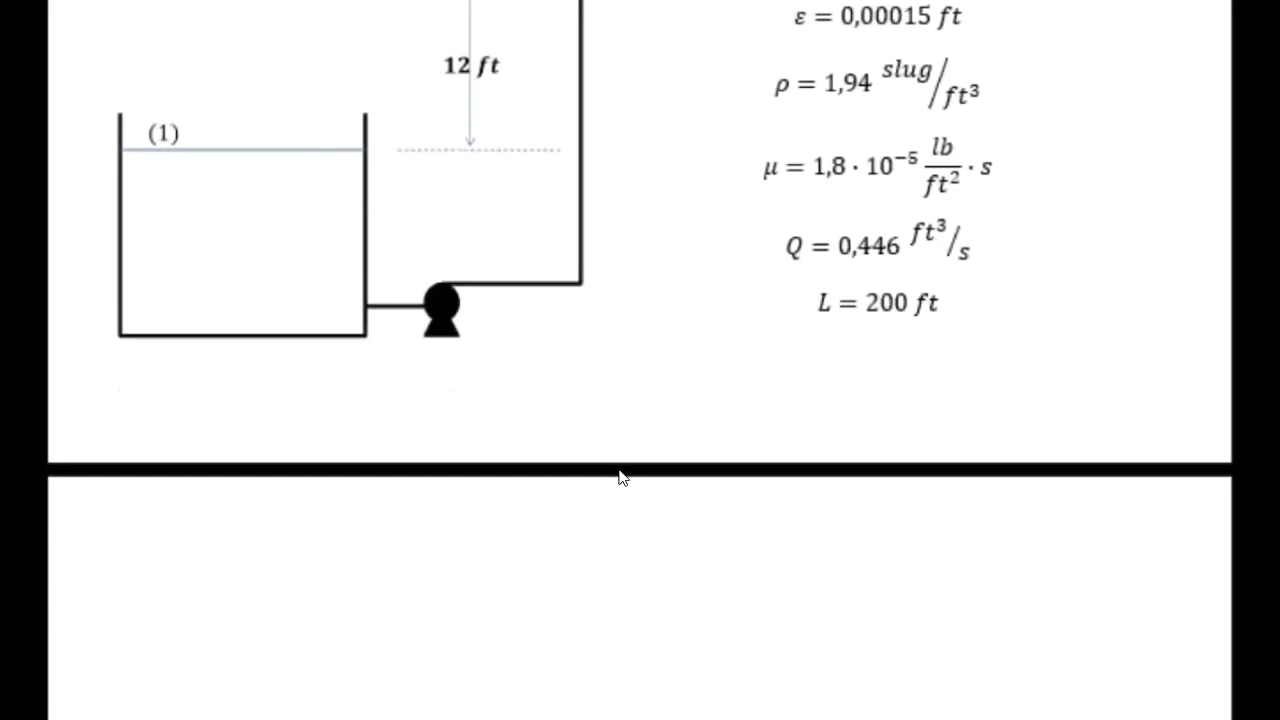 ε = 0,00015 ft
12 ft
ρ = 1,94 slug/ft³
(1)
μ = 1,8 · 10⁻⁵ lb/ft² · s
Q = 0,446 ft³/s
L = 200 ft